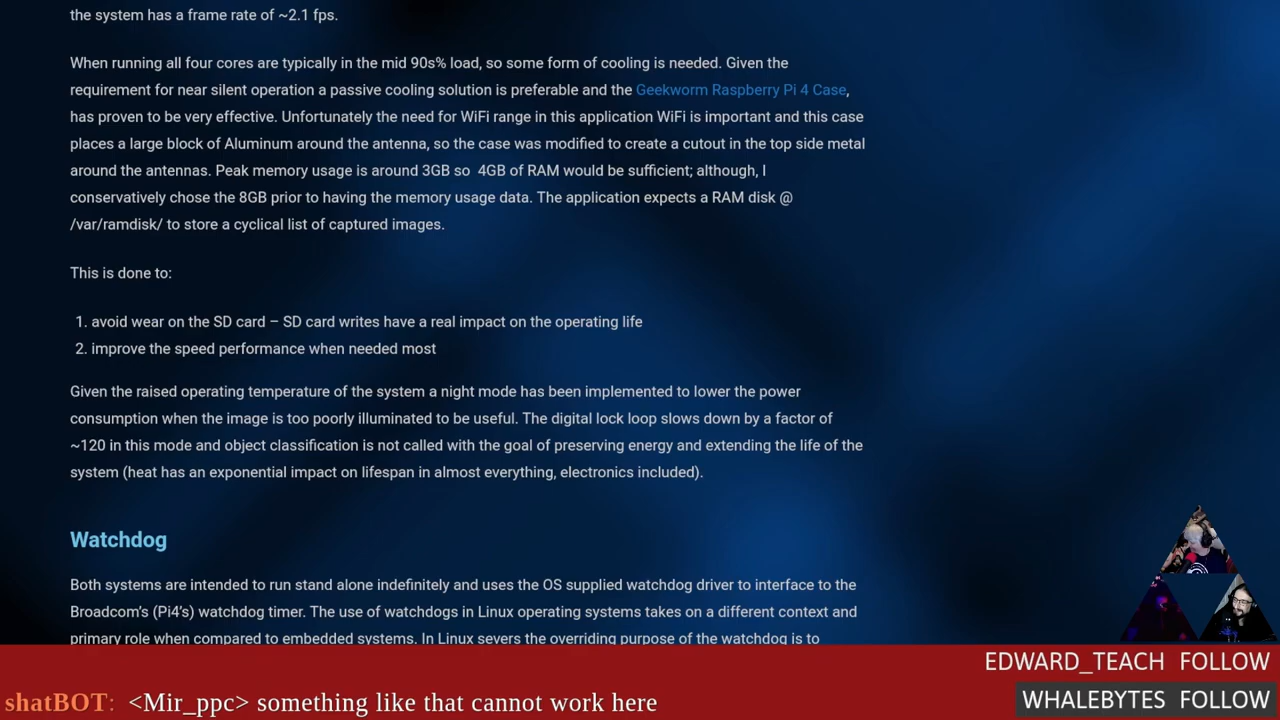 the system has a frame rate of ~2.1 fps.
When running all four cores are typically in the mid 90s% load, so some form of cooling is needed. Given the
requirement for near silent operation a passive cooling solution is preferable and the Geekworm Raspberry Pi 4 Case,
has proven to be very effective. Unfortunately the need for WiFi range in this application WiFi is important and this case
places a large block of Aluminum around the antenna, so the case was modified to create a cutout in the top side metal
around the antennas. Peak memory usage is around 3GB so  4GB of RAM would be sufficient; although, I
conservatively chose the 8GB prior to having the memory usage data. The application expects a RAM disk @
/var/ramdisk/ to store a cyclical list of captured images.
This is done to:
1. avoid wear on the SD card – SD card writes have a real impact on the operating life
2. improve the speed performance when needed most
Given the raised operating temperature of the system a night mode has been implemented to lower the power
consumption when the image is too poorly illuminated to be useful. The digital lock loop slows down by a factor of
~120 in this mode and object classification is not called with the goal of preserving energy and extending the life of the
system (heat has an exponential impact on lifespan in almost everything, electronics included).
Watchdog
Both systems are intended to run stand alone indefinitely and uses the OS supplied watchdog driver to interface to the
Broadcom's (Pi4's) watchdog timer. The use of watchdogs in Linux operating systems takes on a different context and
primary role when compared to embedded systems. In Linux severs the overriding purpose of the watchdog is to
EDWARD_TEACH FOLLOW
WHALEBYTES FOLLOW
shatBOT: <Mir_ppc> something like that cannot work here